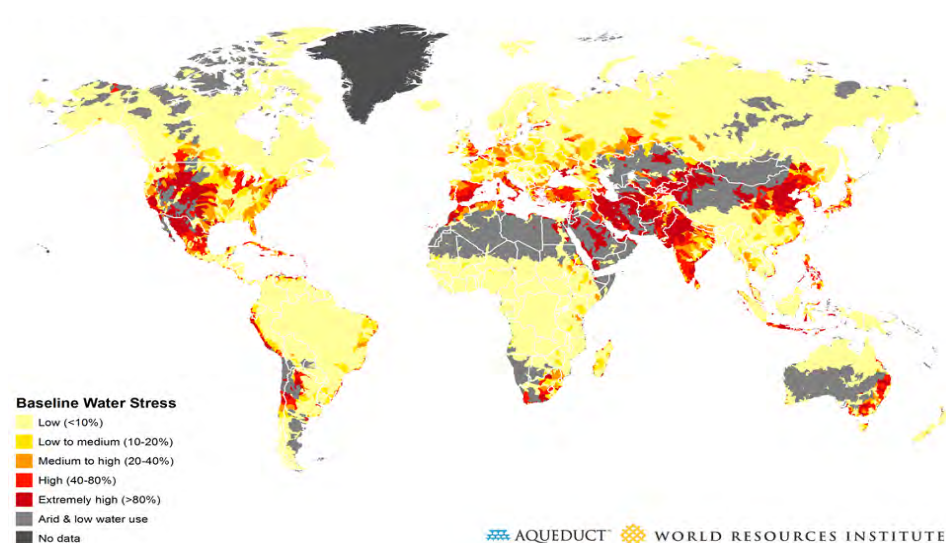 Baseline Water Stress
Low (<10%)
Low to medium (10-20%)
Medium to high (20-40%)
High (40-80%)
Extremely high (>80%)
Arid & low water use
No data
AQUEDUCT™ WORLD RESOURCES INSTITUTE